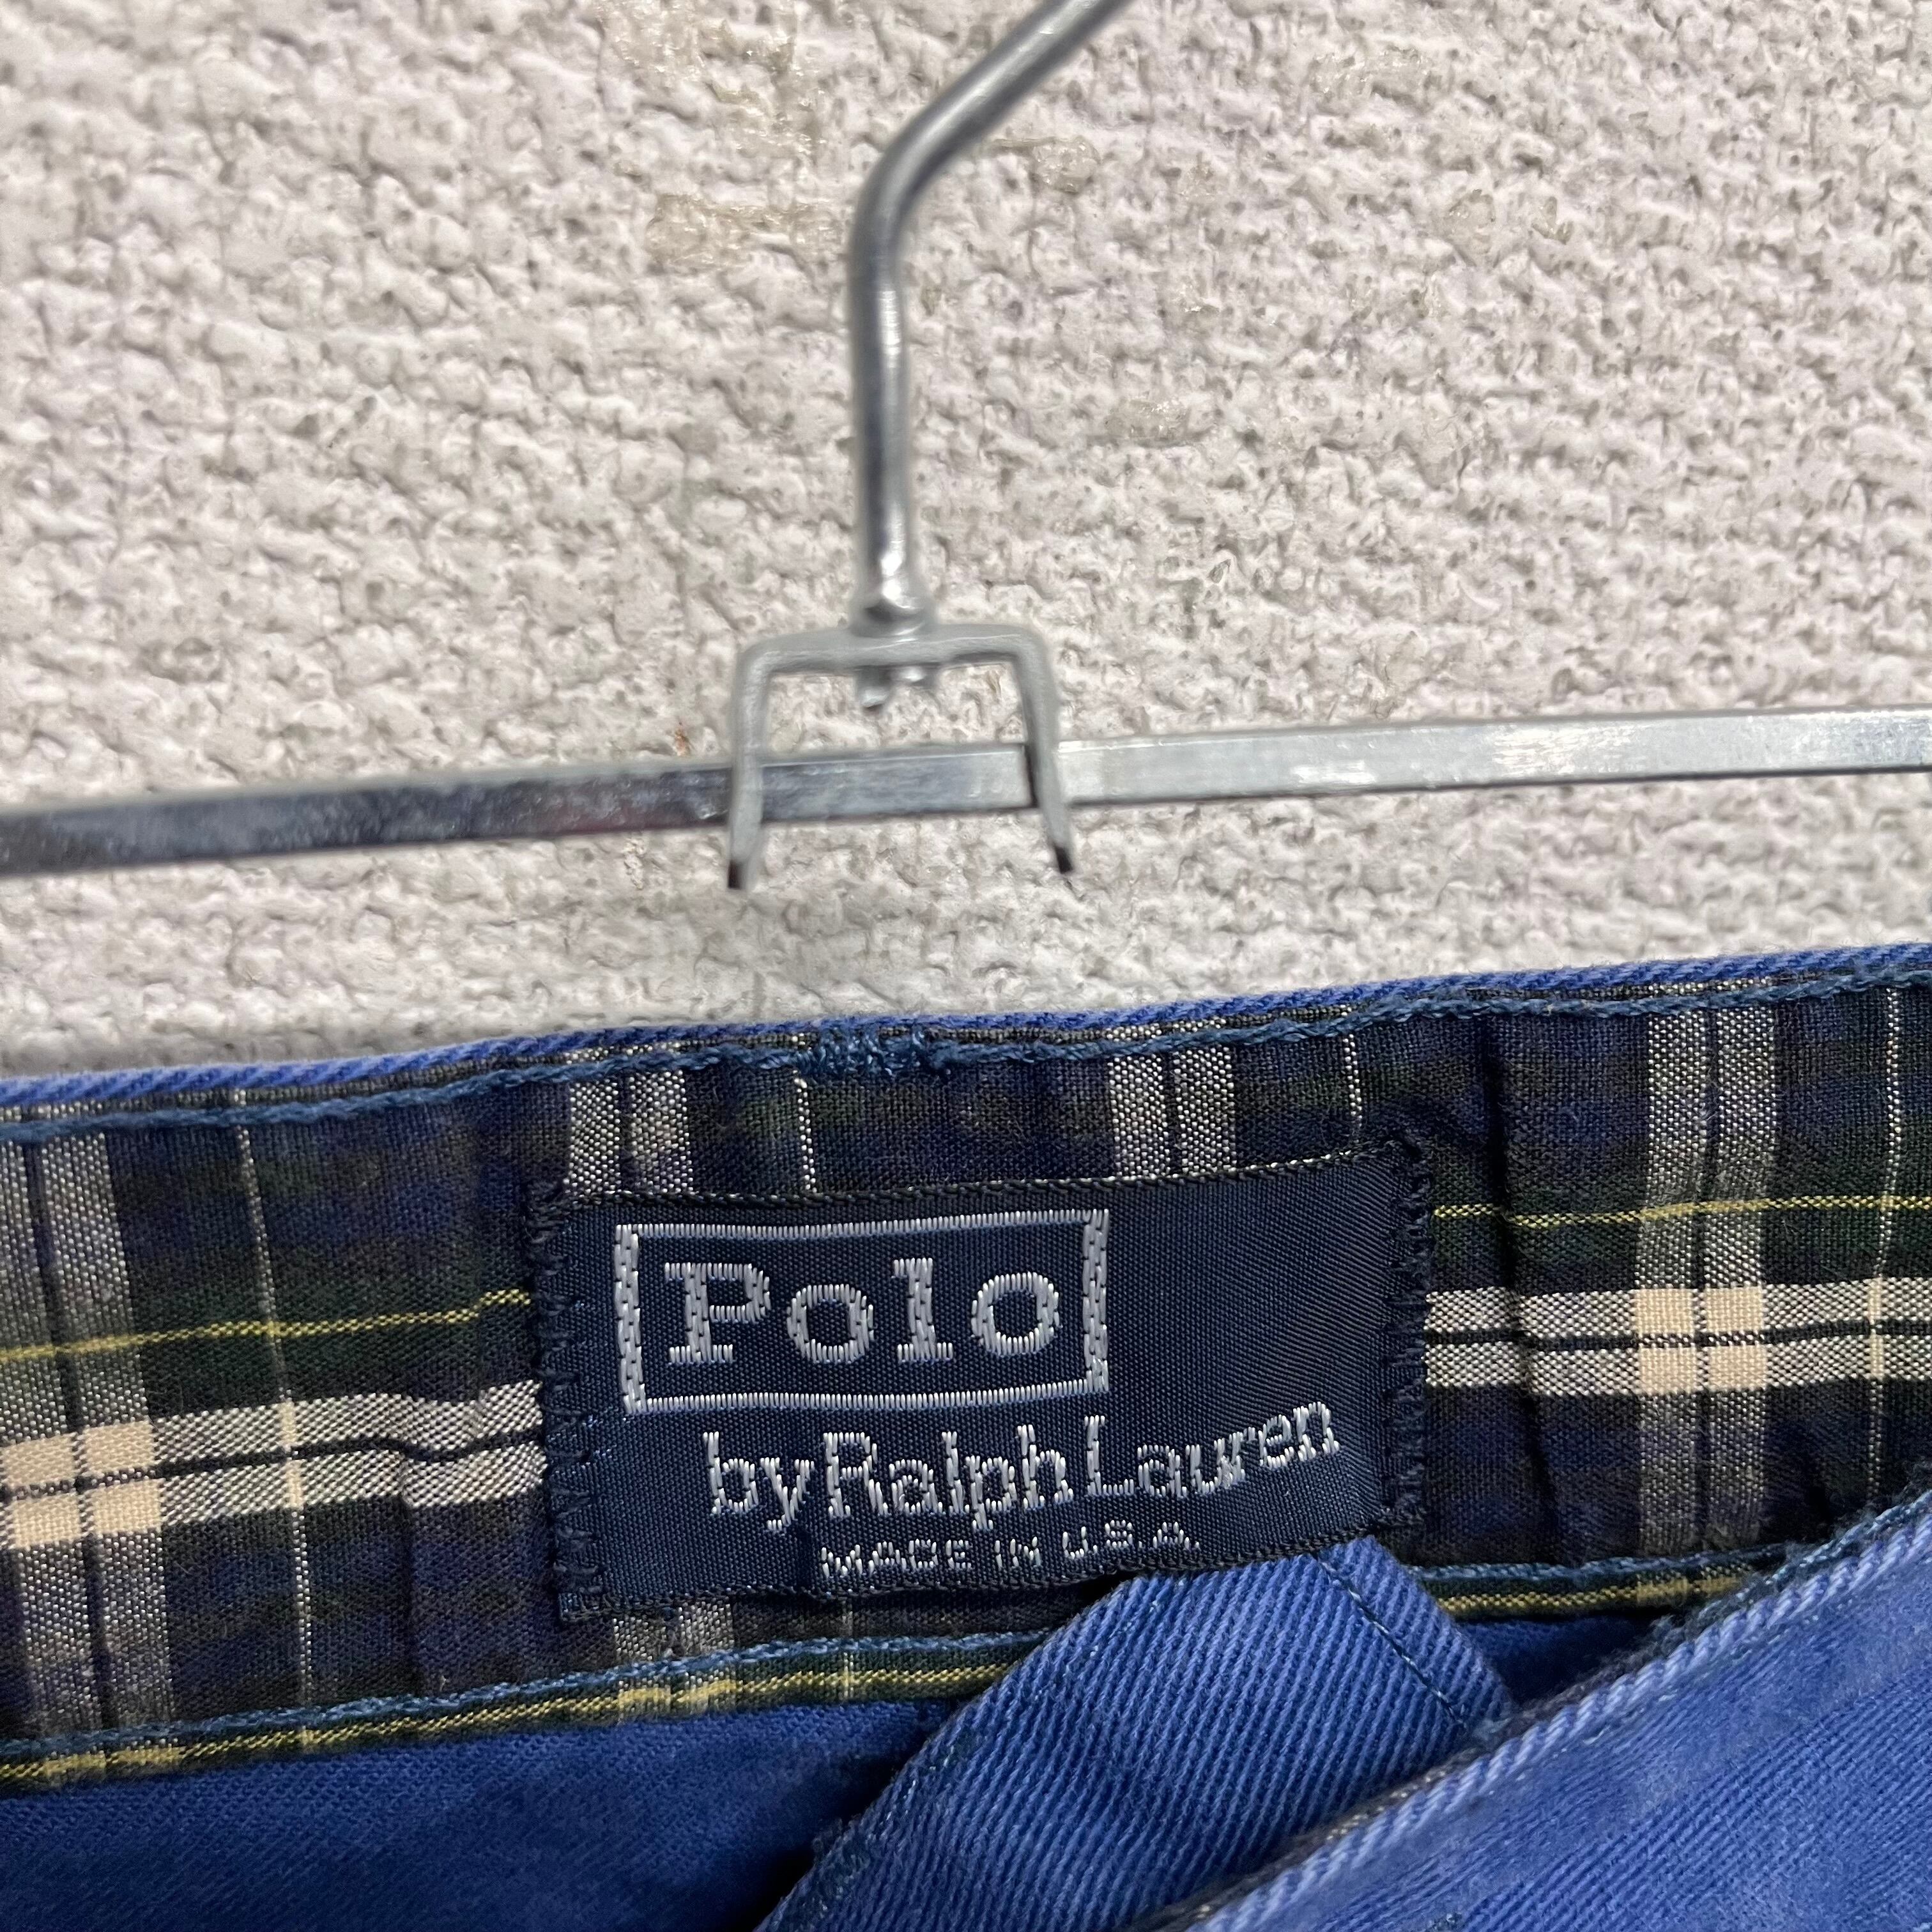 Polo
by Ralph Lauren
MADE IN U.S.A.